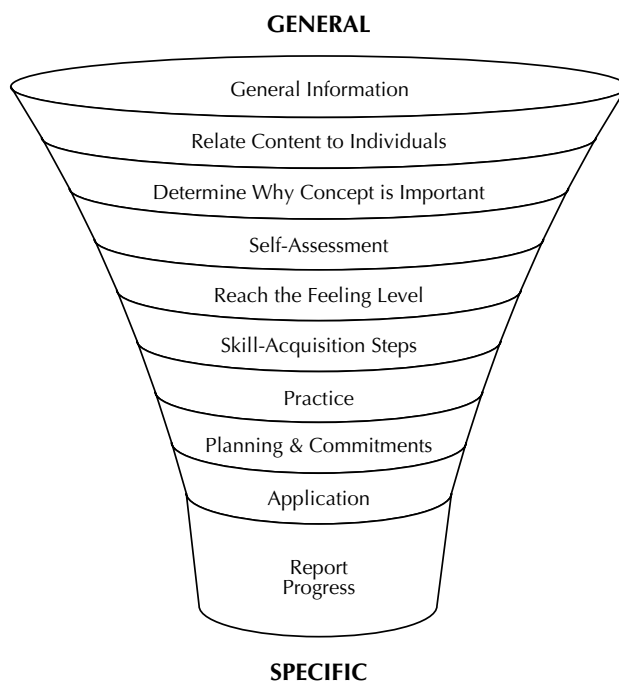 GENERAL
General Information
Relate Content to Individuals
Determine Why Concept is Important
Self-Assessment
Reach the Feeling Level
Skill-Acquisition Steps
Practice
Planning & Commitments
Application
Report
Progress
SPECIFIC